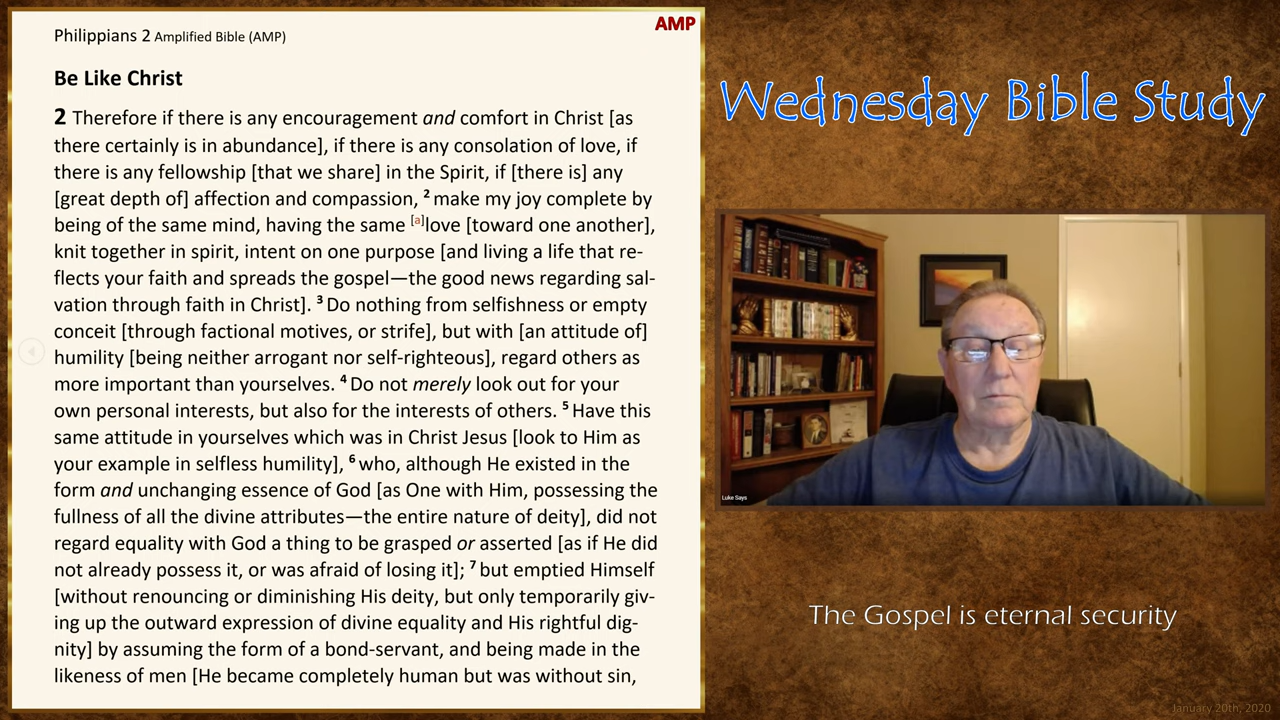 AMP
Philippians 2 Amplified Bible (AMP)
Be Like Christ
2 Therefore if there is any encouragement and comfort in Christ [as
there certainly is in abundance], if there is any consolation of love, if
there is any fellowship [that we share] in the Spirit, if [there is] any
[great depth of] affection and compassion, 2 make my joy complete by
being of the same mind, having the same [a]love [toward one another],
knit together in spirit, intent on one purpose [and living a life that re-
flects your faith and spreads the gospel—the good news regarding sal-
vation through faith in Christ]. 3 Do nothing from selfishness or empty
conceit [through factional motives, or strife], but with [an attitude of]
humility [being neither arrogant nor self-righteous], regard others as
more important than yourselves. 4 Do not merely look out for your
own personal interests, but also for the interests of others. 5 Have this
same attitude in yourselves which was in Christ Jesus [look to Him as
your example in selfless humility], 6 who, although He existed in the
form and unchanging essence of God [as One with Him, possessing the
fullness of all the divine attributes—the entire nature of deity], did not
regard equality with God a thing to be grasped or asserted [as if He did
not already possess it, or was afraid of losing it]; 7 but emptied Himself
[without renouncing or diminishing His deity, but only temporarily giv-
ing up the outward expression of divine equality and His rightful dig-
nity] by assuming the form of a bond-servant, and being made in the
likeness of men [He became completely human but was without sin,
Wednesday Bible Study
Luke Says
The Gospel is eternal security
January 20th, 2020